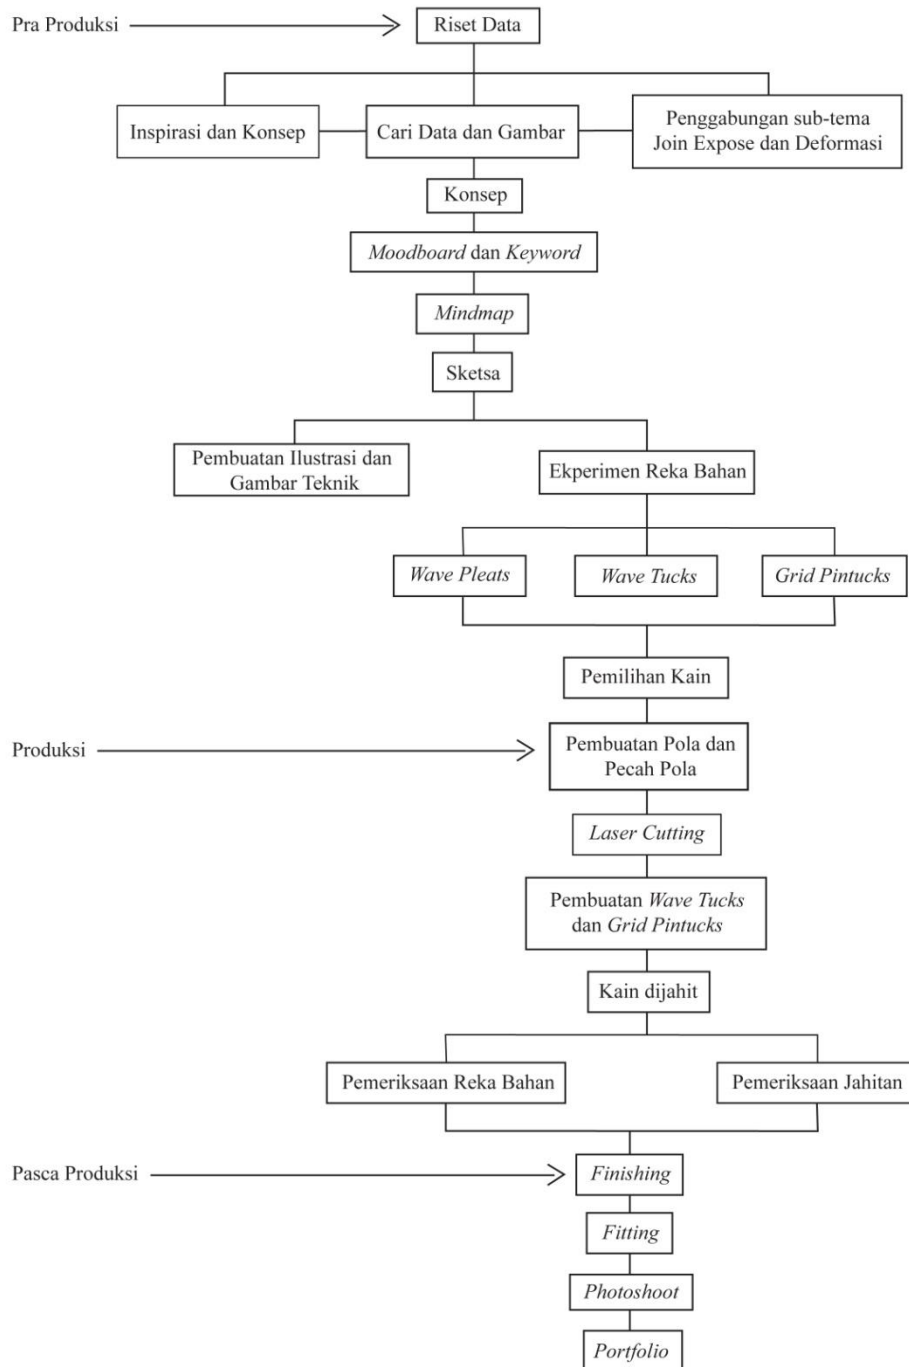 Pra Produksi
Riset Data
Inspirasi dan Konsep
Cari Data dan Gambar
Penggabungan sub-tema
Join Expose dan Deformasi
Konsep
Moodboard dan Keyword
Mindmap
Sketsa
Pembuatan Ilustrasi dan
Gambar Teknik
Ekperimen Reka Bahan
Wave Pleats
Wave Tucks
Grid Pintucks
Pemilihan Kain
Produksi
Pembuatan Pola dan
Pecah Pola
Laser Cutting
Pembuatan Wave Tucks
dan Grid Pintucks
Kain dijahit
Pemeriksaan Reka Bahan
Pemeriksaan Jahitan
Pasca Produksi
Finishing
Fitting
Photoshoot
Portfolio